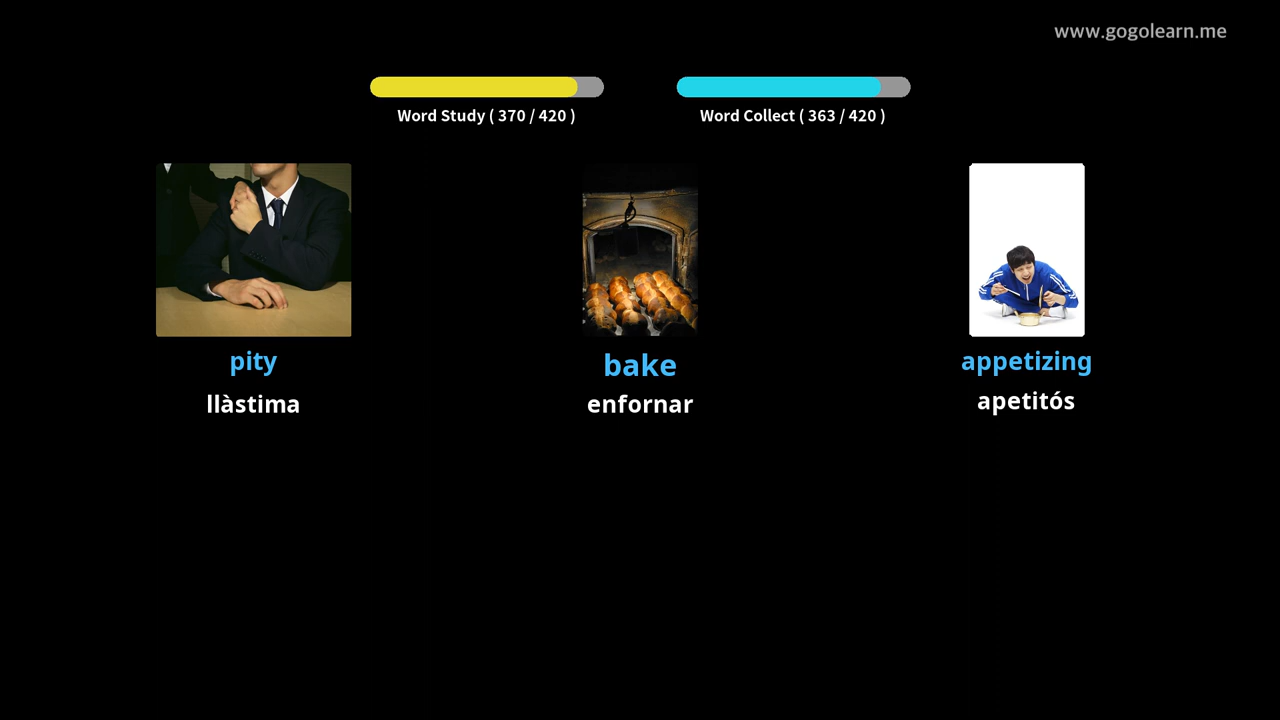 www.gogolearn.me
Word Study ( 370 / 420 )
Word Collect ( 363 / 420 )
pity
bake
appetizing
llàstima
enfornar
apetitós